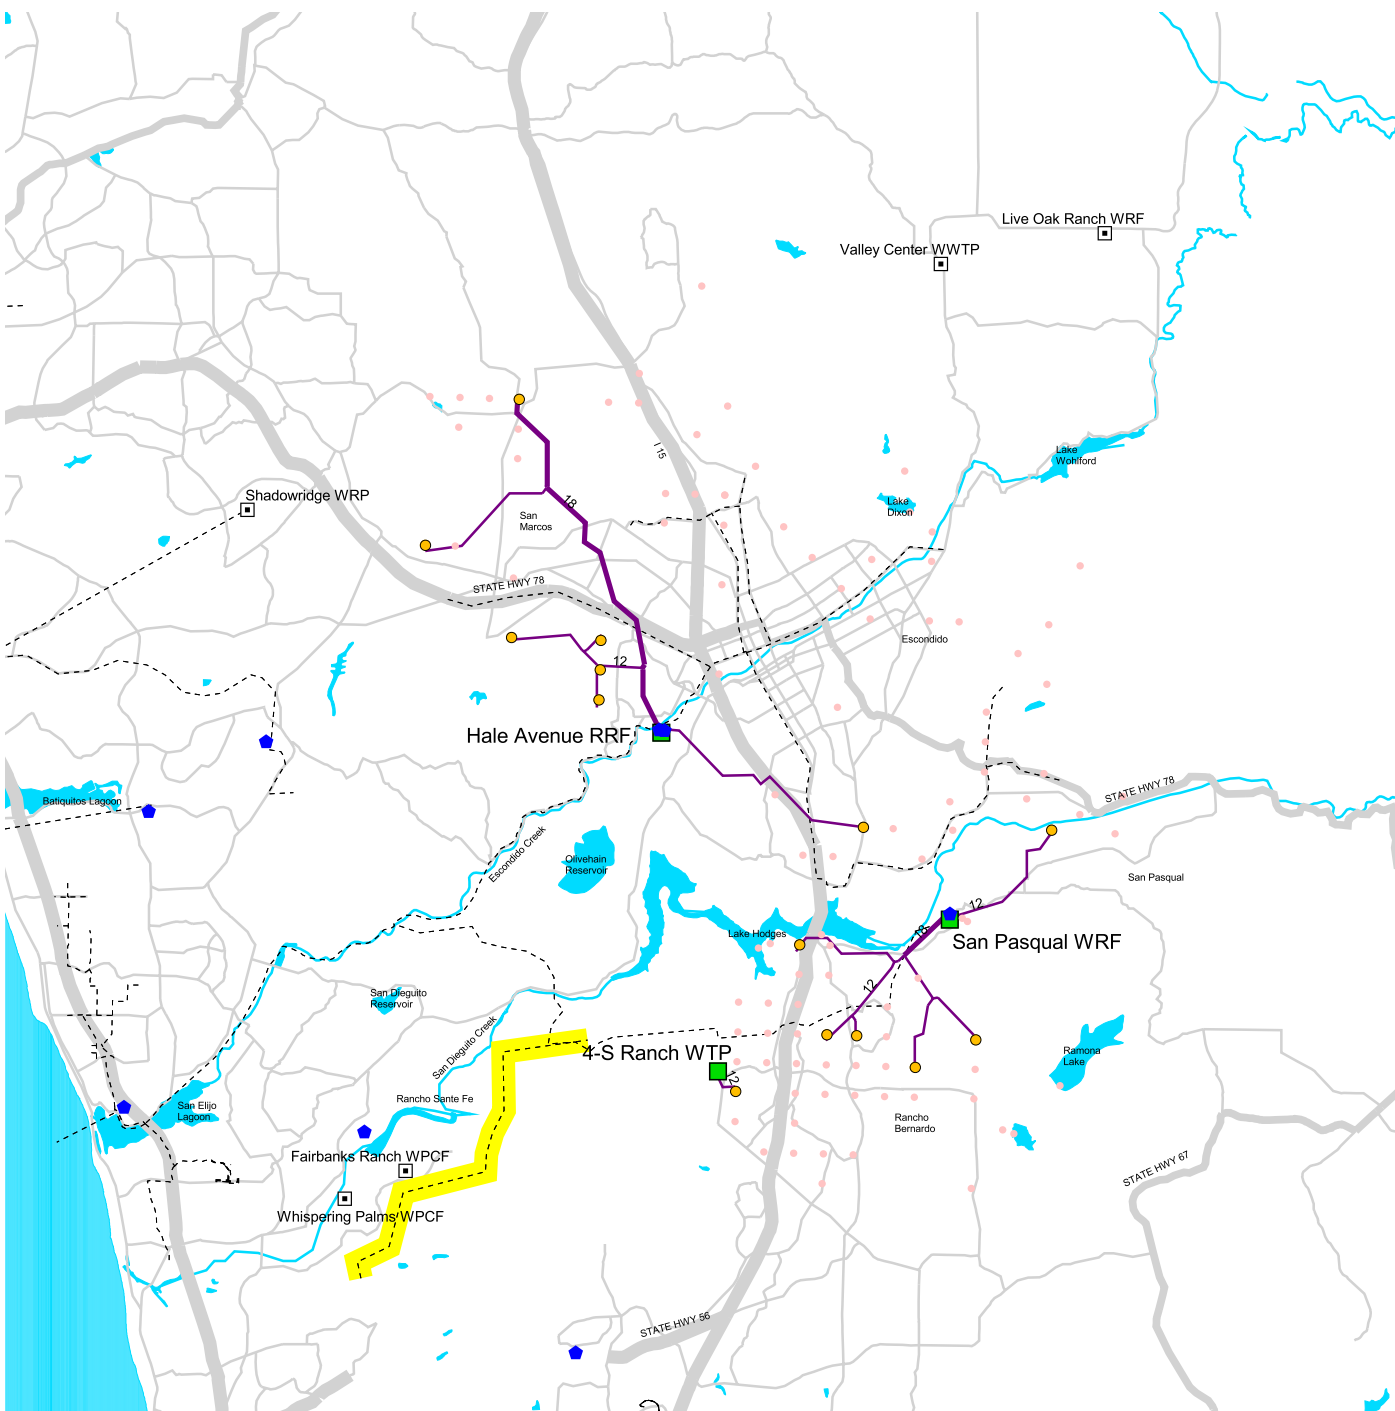 Live Oak Ranch WRF
Valley Center WWTP
I 15
Lake
Wohlford
Shadowridge WRP
18
San
Marcos
Lake
Dixon
STATE HWY 78
Escondido
12
Hale Avenue RRF
STATE HWY 78
Batiquitos Lagoon
Escondido Creek
Olivehain
Reservoir
San Pasqual
12
Lake Hodges
18
San Pasqual WRF
12
San Dieguito
Reservoir
San Dieguito Creek
4-S Ranch WTP
12
Ramona
Lake
Rancho Sante Fe
San Elijo
Lagoon
Rancho
Bernardo
Fairbanks Ranch WPCF
STATE HWY 67
Whispering Palms WPCF
STATE HWY 56